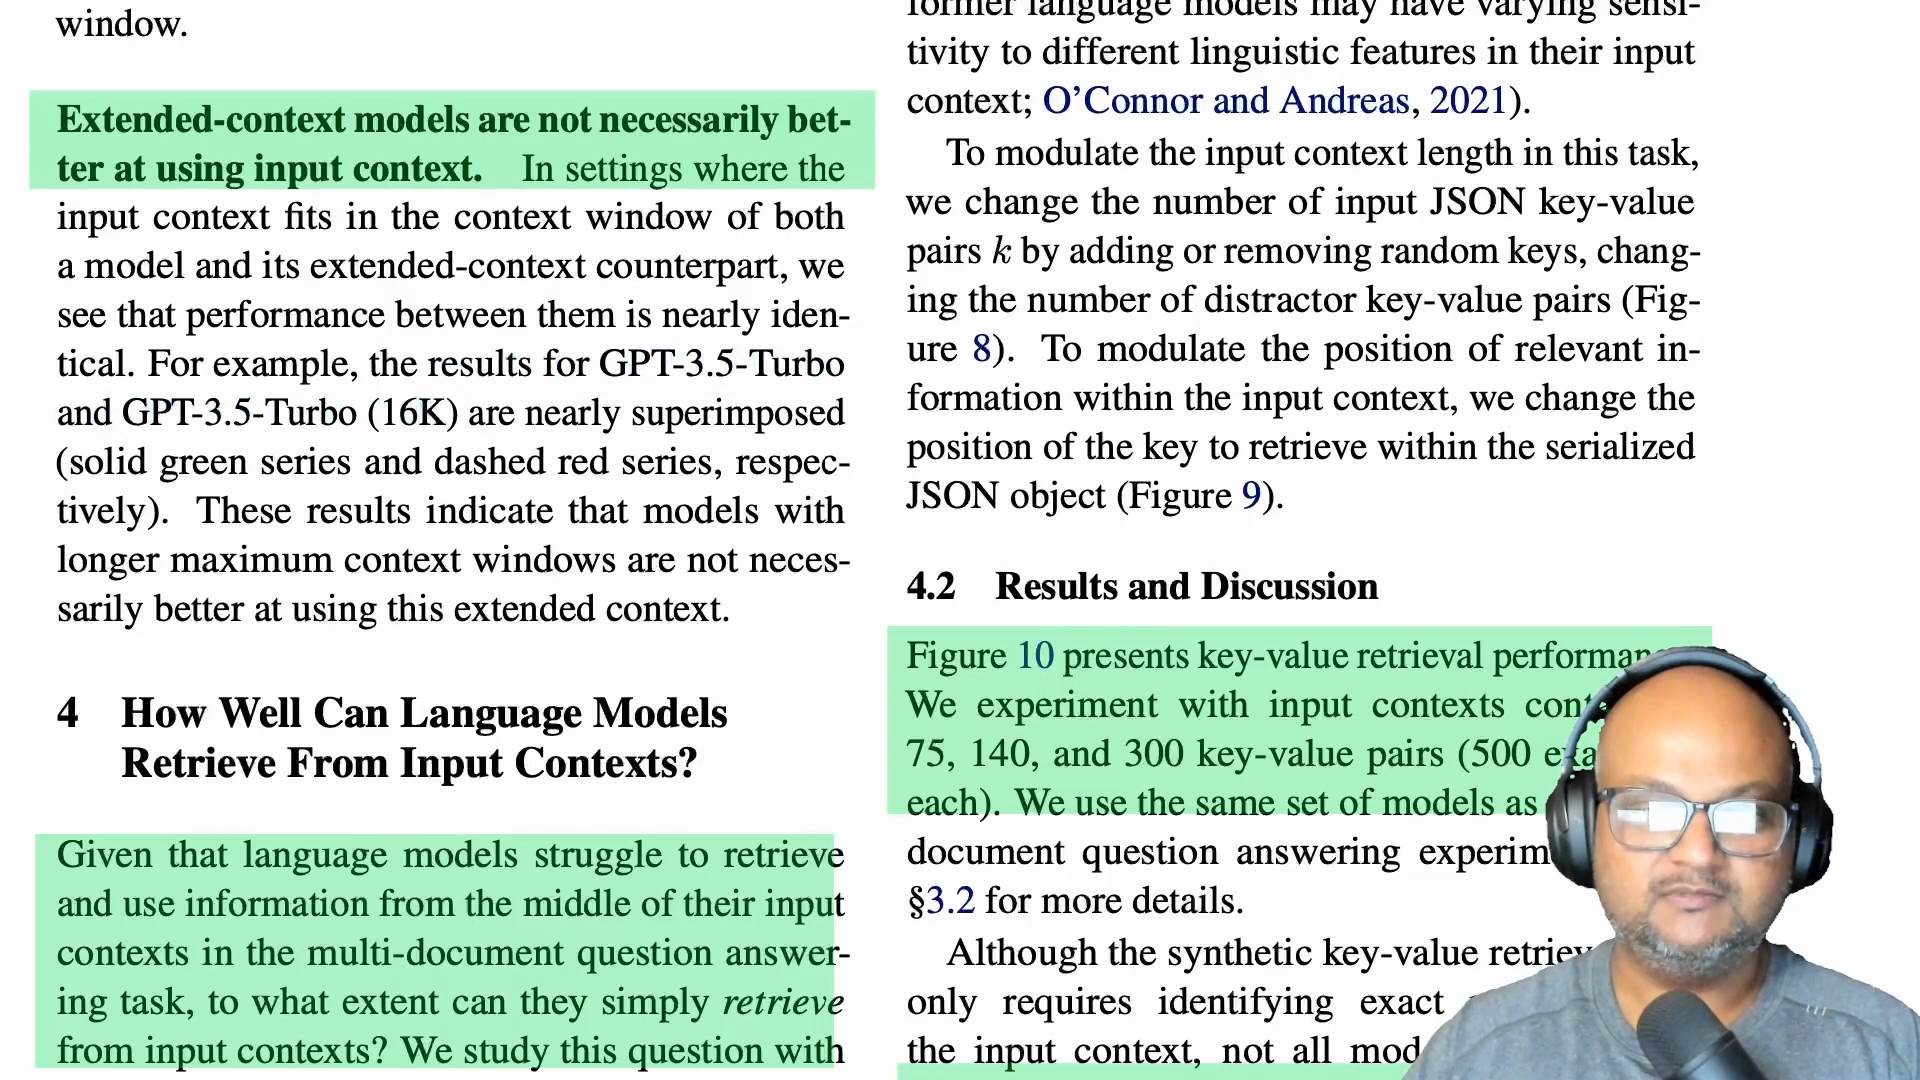 window.
Extended-context models are not necessarily bet-
ter at using input context. In settings where the
input context fits in the context window of both
a model and its extended-context counterpart, we
see that performance between them is nearly iden-
tical. For example, the results for GPT-3.5-Turbo
and GPT-3.5-Turbo (16K) are nearly superimposed
(solid green series and dashed red series, respec-
tively). These results indicate that models with
longer maximum context windows are not neces-
sarily better at using this extended context.
4 How Well Can Language Models
Retrieve From Input Contexts?
Given that language models struggle to retrieve
and use information from the middle of their input
contexts in the multi-document question answer-
ing task, to what extent can they simply retrieve
from input contexts? We study this question with
former language models may have varying sensi-
tivity to different linguistic features in their input
context; O'Connor and Andreas, 2021).
To modulate the input context length in this task,
we change the number of input JSON key-value
pairs k by adding or removing random keys, chang-
ing the number of distractor key-value pairs (Fig-
ure 8). To modulate the position of relevant in-
formation within the input context, we change the
position of the key to retrieve within the serialized
JSON object (Figure 9).
4.2 Results and Discussion
Figure 10 presents key-value retrieval
We experiment with input contexts
75, 140, and 300 key-value pairs (500
each). We use the same set of models as
document question answering
§3.2 for more details.
Although the synthetic key-value
only requires identifying exact
the input context, not all